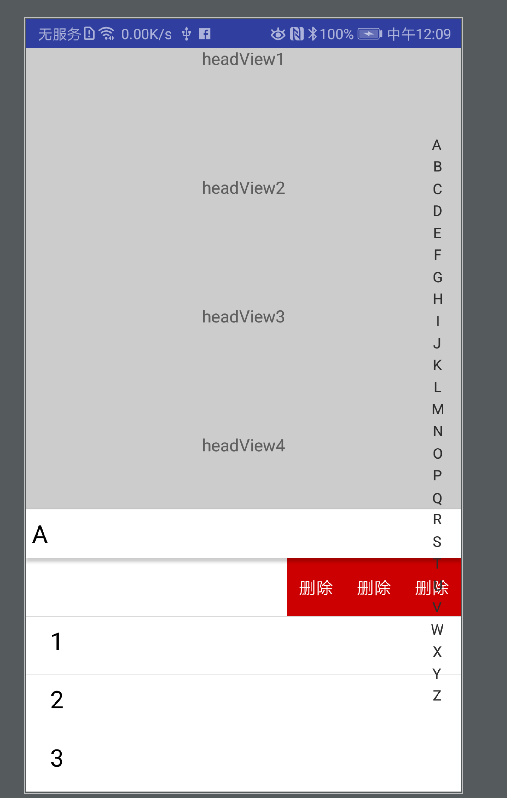 无服务 0.00K/s 100% 中午12:09
headView1
headView2
headView3
headView4
A
B
C
D
E
F
G
H
I
J
K
L
M
N
O
P
Q
R
S
T
V
W
X
Y
Z
A
删除 删除 删除
1
2
3